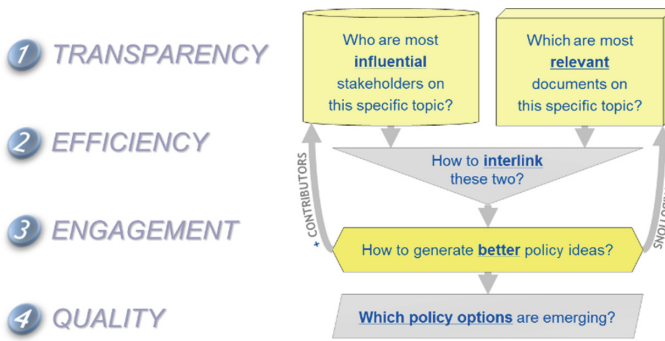 1 TRANSPARENCY
2 EFFICIENCY
3 ENGAGEMENT
4 QUALITY
Who are most
influential
stakeholders on
this specific topic?
Which are most
relevant
documents on
this specific topic?
How to interlink
these two?
+ CONTRIBUTORS
How to generate better policy ideas?
Which policy options are emerging?